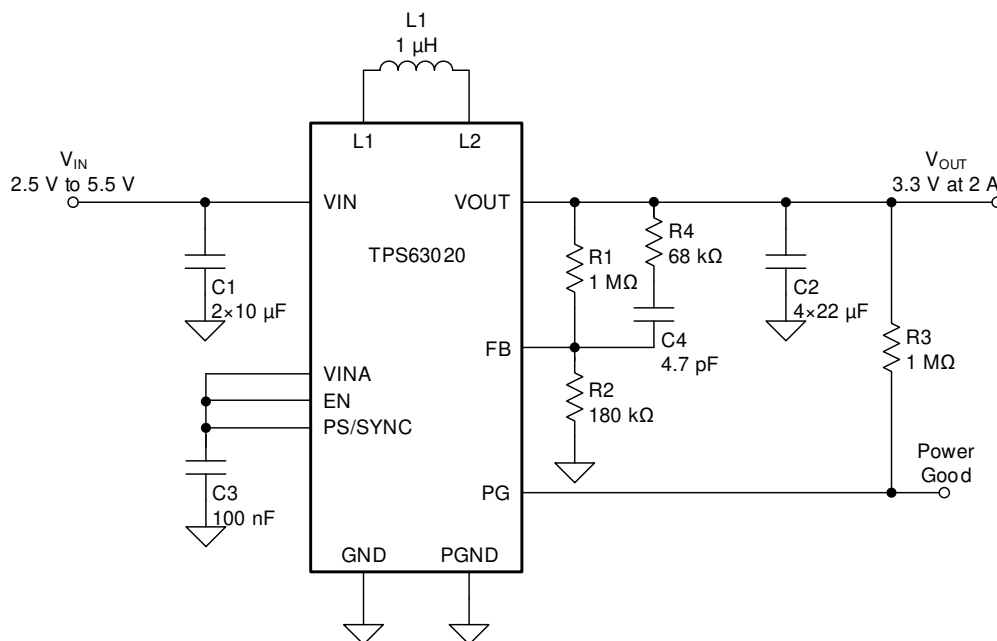 L1
1 µH
L1
L2
VIN
2.5 V to 5.5 V
VOUT
3.3 V at 2 A
VIN
VOUT
TPS63020
R1
1 MΩ
R4
68 kΩ
C1
2×10 µF
C2
4×22 µF
C4
4.7 pF
FB
R3
1 MΩ
VINA
EN
PS/SYNC
R2
180 kΩ
C3
100 nF
PG
Power
Good
GND
PGND